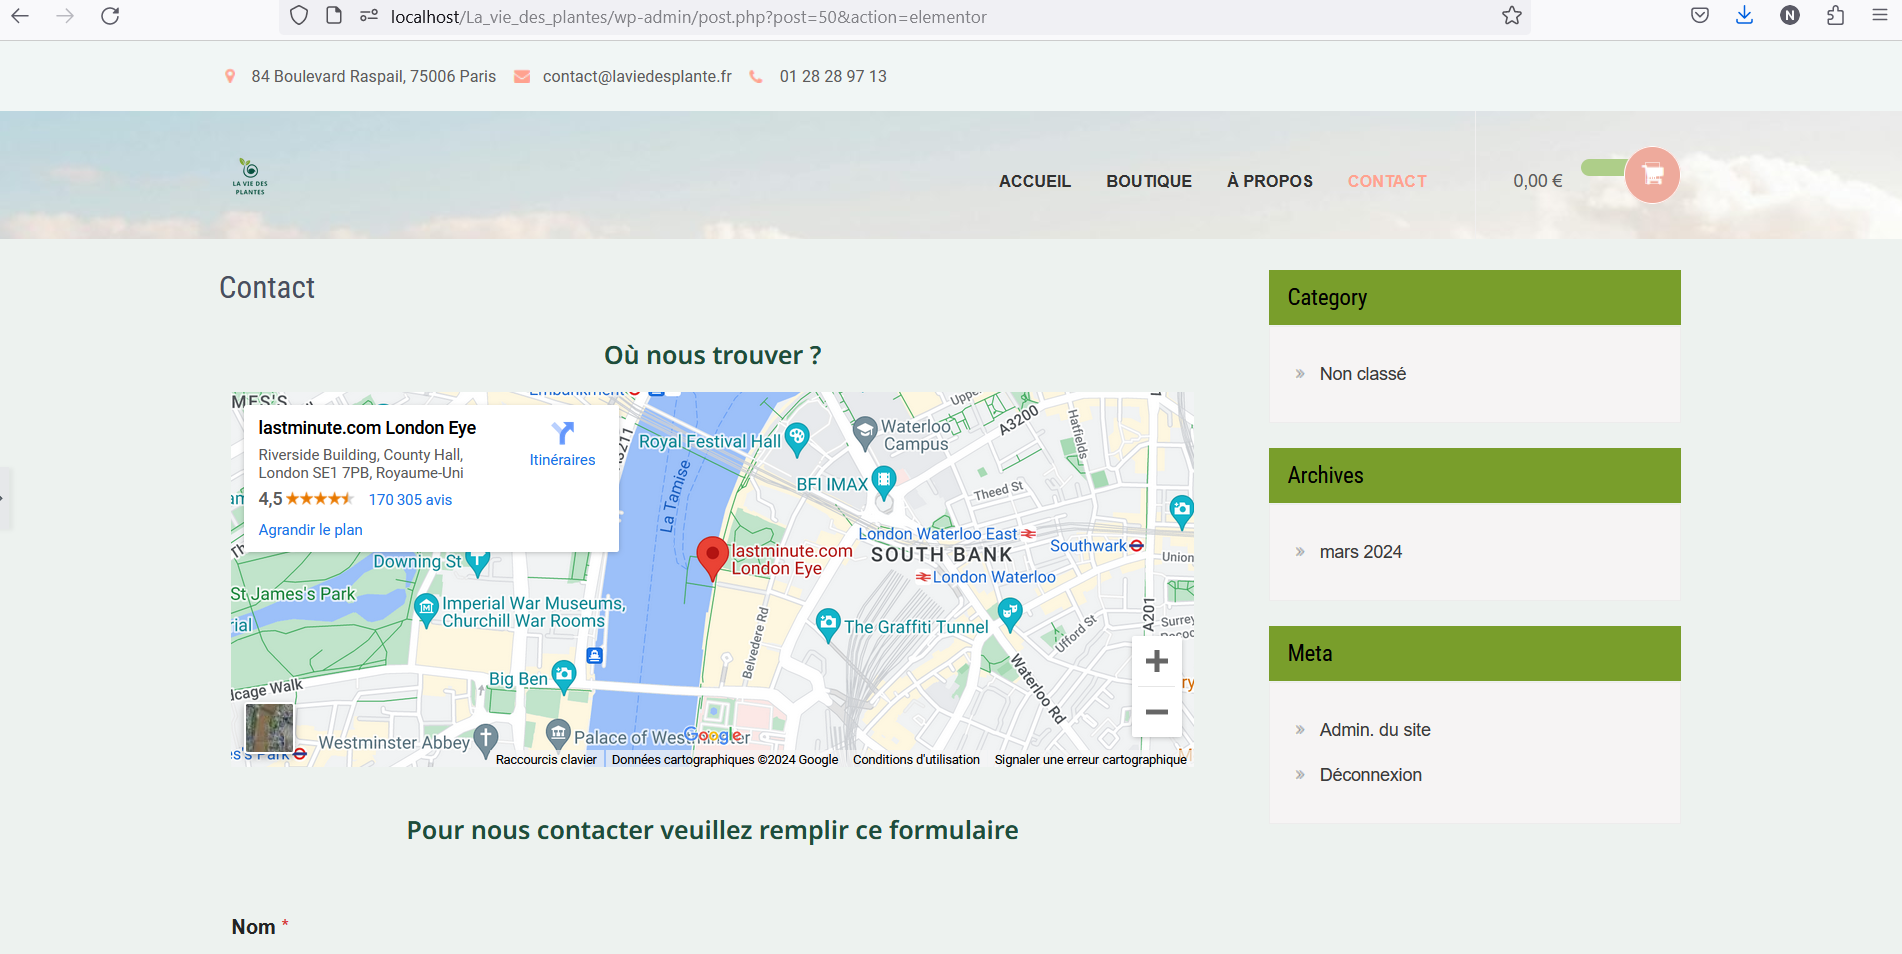 localhost/La_vie_des_plantes/wp-admin/post.php?post=50&action=elementor
N
84 Boulevard Raspail, 75006 Paris
contact@laviedesplante.fr
01 28 28 97 13
LA VIE DES
PLANTES
ACCUEIL
BOUTIQUE
À PROPOS
CONTACT
0,00 €
Contact
Où nous trouver ?
lastminute.com London Eye
Riverside Building, County Hall,
London SE1 7PB, Royaume-Uni
4,5
170 305 avis
Agrandir le plan
Itinéraires
MES'S
Embankment
Royal Festival Hall
Waterloo
Campus
A3200
Hatfields
BFI IMAX
Theed St
La Tamise
London Waterloo East
SOUTH BANK
Southwark
Union
London Waterloo
lastminute.com
London Eye
Downing St
St James's Park
Imperial War Museums,
Churchill War Rooms
The Graffiti Tunnel
A201
Surrey
Ufford St
Belvedere Rd
Waterloo Rd
Big Ben
dcage Walk
Westminster Abbey
Palace of Westminster
Google
Raccourcis clavier
Données cartographiques ©2024 Google
Conditions d'utilisation
Signaler une erreur cartographique
Pour nous contacter veuillez remplir ce formulaire
Nom *
Category
Non classé
Archives
mars 2024
Meta
Admin. du site
Déconnexion